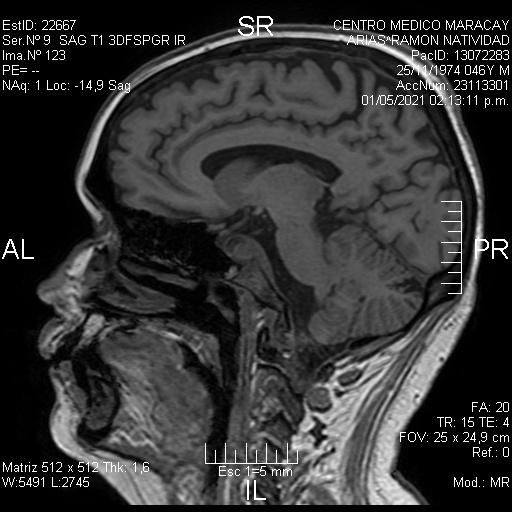 EstID: 22667
Ser.Nº 9 SAG T1 3DFSPGR IR
Ima.Nº 123
PE= --
NAq: 1 Loc: -14,9 Sag
SR
CENTRO MEDICO MARACAY
ARIAS^RAMON NATIVIDAD
PacID: 13072283
25/11/1974 046Y M
AccNum: 23113301
01/05/2021 02:13:11 p.m.
AL
PR
Matriz 512 x 512 Thk: 1,6
W:5491 L:2745
Esc 1=5 mm
IL
FA: 20
TR: 15 TE: 4
FOV: 25 x 24,9 cm
Ref.: 0
Mod.: MR